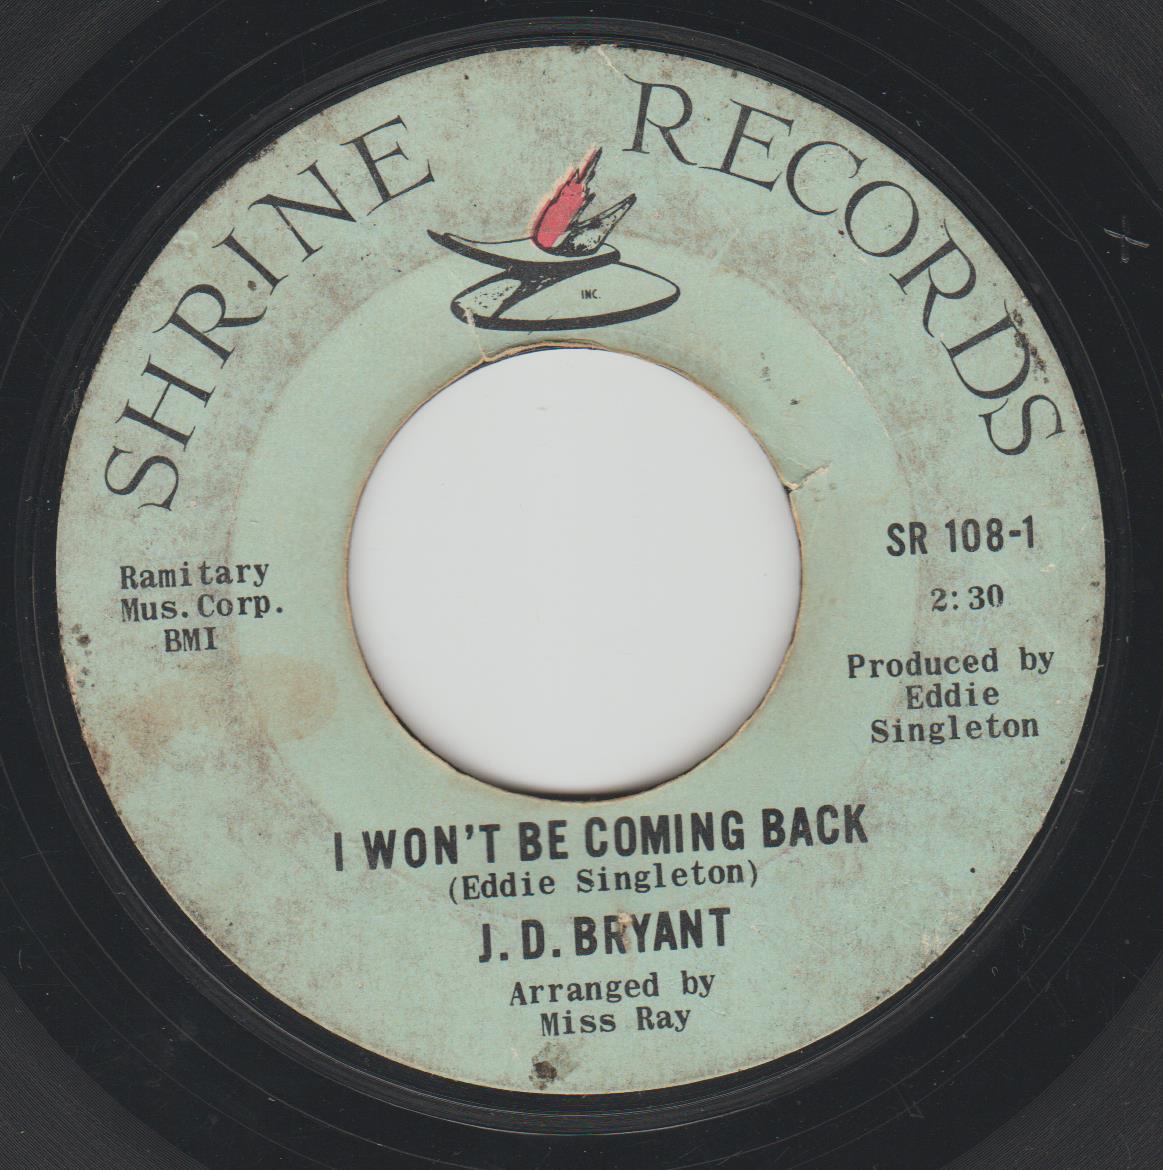 SHRINE RECORDS
INC.
SR 108-1
2:30
Ramitary
Mus. Corp.
BMI
Produced by
Eddie
Singleton
I WON'T BE COMING BACK
(Eddie Singleton)
J. D. BRYANT
Arranged by
Miss Ray